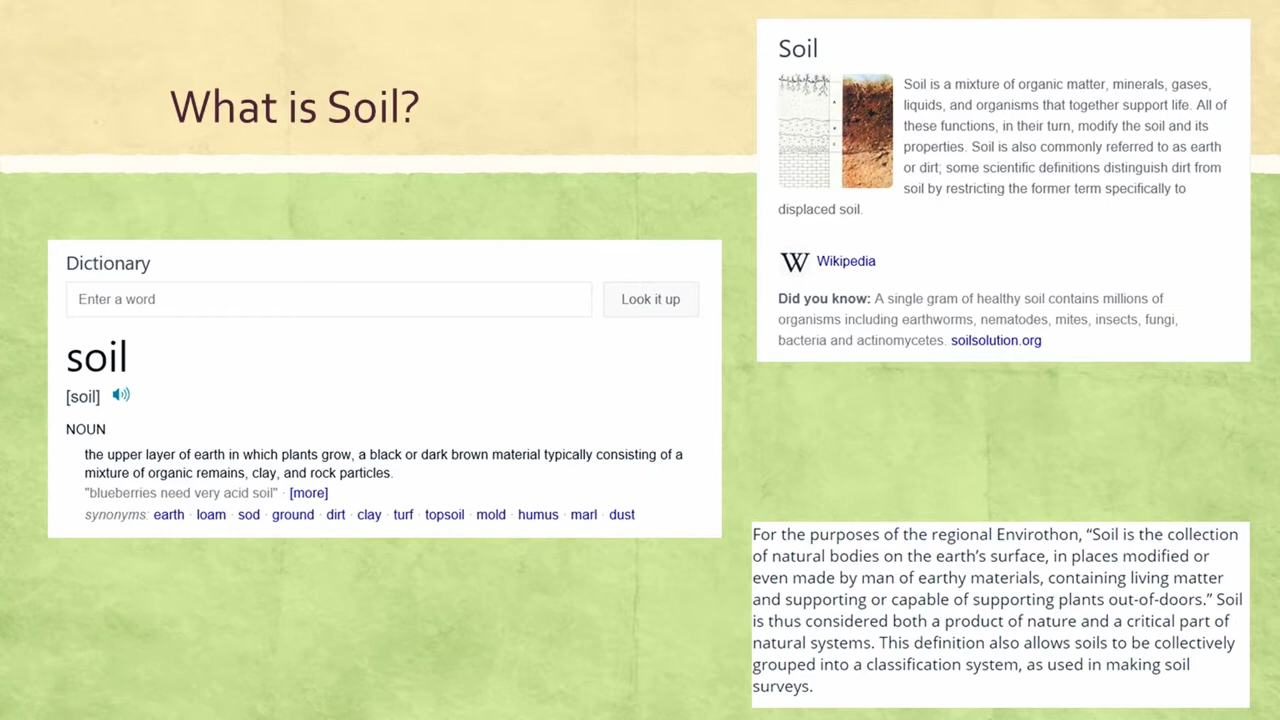 What is Soil?
Dictionary
Enter a word
Look it up
soil
[soil]
NOUN
the upper layer of earth in which plants grow, a black or dark brown material typically consisting of a
mixture of organic remains, clay, and rock particles.
"blueberries need very acid soil" · [more]
synonyms: earth · loam · sod · ground · dirt · clay · turf · topsoil · mold · humus · marl · dust
Soil
Soil is a mixture of organic matter, minerals, gases,
liquids, and organisms that together support life. All of
these functions, in their turn, modify the soil and its
properties. Soil is also commonly referred to as earth
or dirt; some scientific definitions distinguish dirt from
soil by restricting the former term specifically to
displaced soil.
W Wikipedia
Did you know: A single gram of healthy soil contains millions of
organisms including earthworms, nematodes, mites, insects, fungi,
bacteria and actinomycetes. soilsolution.org
For the purposes of the regional Envirothon, “Soil is the collection
of natural bodies on the earth’s surface, in places modified or
even made by man of earthy materials, containing living matter
and supporting or capable of supporting plants out-of-doors.” Soil
is thus considered both a product of nature and a critical part of
natural systems. This definition also allows soils to be collectively
grouped into a classification system, as used in making soil
surveys.